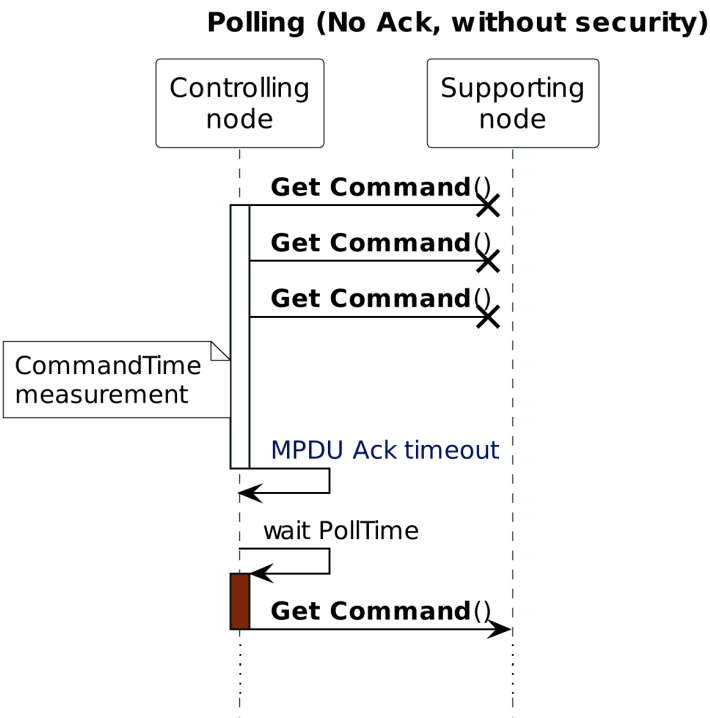 Polling (No Ack, without security)
Controlling
node
Supporting
node
Get Command()
Get Command()
Get Command()
CommandTime
measurement
MPDU Ack timeout
wait PollTime
Get Command()